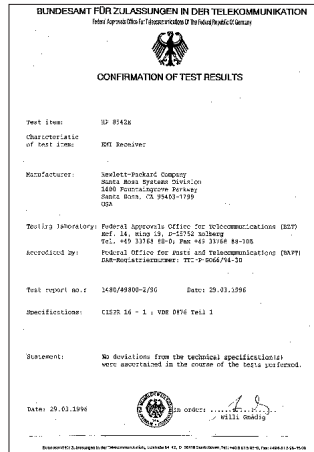 BUNDESAMT FÜR ZULASSUNGEN IN DER TELEKOMMUNIKATION
Federal Approvals Office For Telecommunications Of The Federal Republic Of Germany
CONFIRMATION OF TEST RESULTS
Test item: HP 8542E
Characteristic
of test item: EMI Receiver
Manufacturer: Hewlett-Packard Company
Santa Rosa Systems Division
1400 Fountaingrove Parkway
Santa Rosa, CA 95403-1799
USA
Testing laboratory: Federal Approvals Office for Telecommunications (BZT)
Ref. 14, Ring 19, D-15752 Kolberg
Tel. +49 33768 88-0; Fax +49 33768 88-108
Accredited by: Federal Office for Posts and Telecommunications (BAPT)
DAR-Registriernummer: TTI-P-G066/94-30
Test report no.: 1480/49800-2/96 Date: 29.03.1996
Specifications: CISPR 16 - 1 ; VDE 0876 Teil 1
Statement: No deviations from the technical specification(s)
were ascertained in the course of the tests performed.
Date: 29.03.1996 in order:
Willi Gnädig